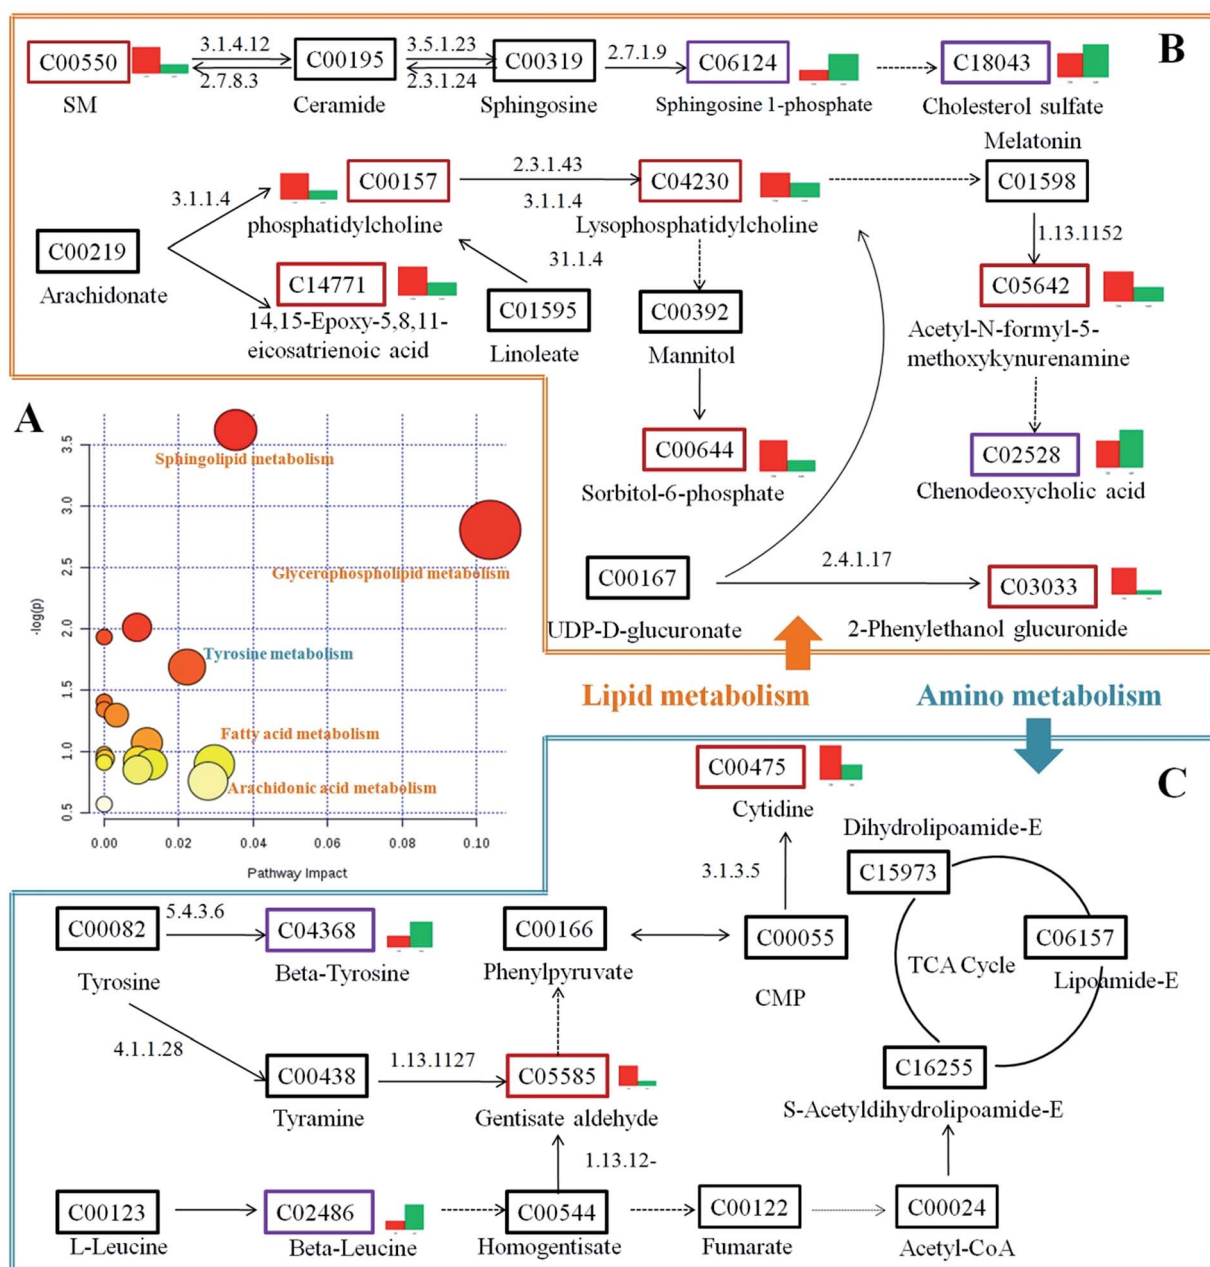 B
C00550
3.1.4.12
2.7.8.3
C00195
3.5.1.23
2.3.1.24
C00319
2.7.1.9
C06124
C18043
SM
Ceramide
Sphingosine
Sphingosine 1-phosphate
Cholesterol sulfate
Melatonin
3.1.1.4
C00157
2.3.1.43
3.1.1.4
C04230
C01598
phosphatidylcholine
Lysophosphatidylcholine
C00219
Arachidonate
1.13.1152
31.1.4
C14771
C01595
C00392
C05642
14,15-Epoxy-5,8,11-
eicosatrienoic acid
Linoleate
Mannitol
Acetyl-N-formyl-5-
methoxykynurenamine
C00644
Sorbitol-6-phosphate
C02528
Chenodeoxycholic acid
C00167
2.4.1.17
C03033
UDP-D-glucuronate
2-Phenylethanol glucuronide
A
3.5
3.0
2.5
2.0
1.5
1.0
0.5
-log(p)
Sphingolipid metabolism
Glycerophospholipid metabolism
Tyrosine metabolism
Fatty acid metabolism
Arachidonic acid metabolism
0.00
0.02
0.04
0.06
0.08
0.10
Pathway Impact
Lipid metabolism
Amino metabolism
C
C00475
Cytidine
3.1.3.5
Dihydrolipoamide-E
C15973
C06157
TCA Cycle
Lipoamide-E
C16255
S-Acetyldihydrolipoamide-E
C00082
5.4.3.6
C04368
C00166
C00055
Tyrosine
Beta-Tyrosine
Phenylpyruvate
CMP
4.1.1.28
C00438
1.13.1127
C05585
Tyramine
Gentisate aldehyde
1.13.12-
C00123
C02486
C00544
C00122
C00024
L-Leucine
Beta-Leucine
Homogentisate
Fumarate
Acetyl-CoA